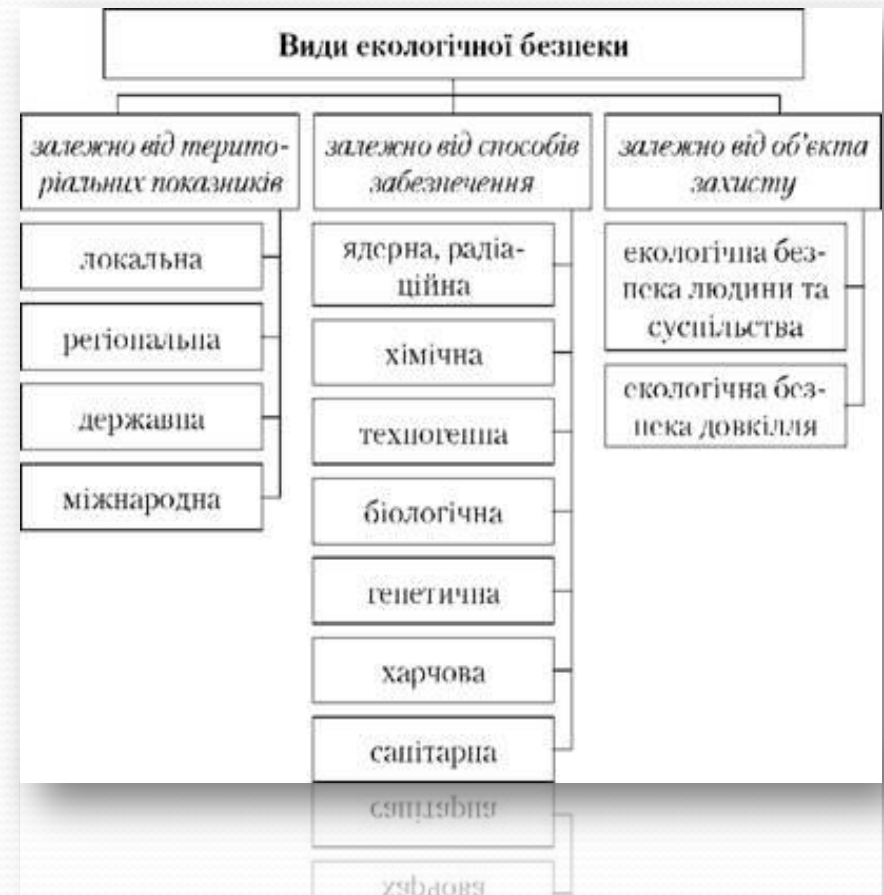 Види екологічної безпеки
залежно від терито-
ріальних показників
локальна
регіональна
державна
міжнародна
залежно від способів
забезпечення
ядерна, радіа-
ційна
хімічна
техногенна
біологічна
генетична
харчова
санітарна
залежно від об’єкта
захисту
екологічна без-
пека людини та
суспільства
екологічна без-
пека довкілля